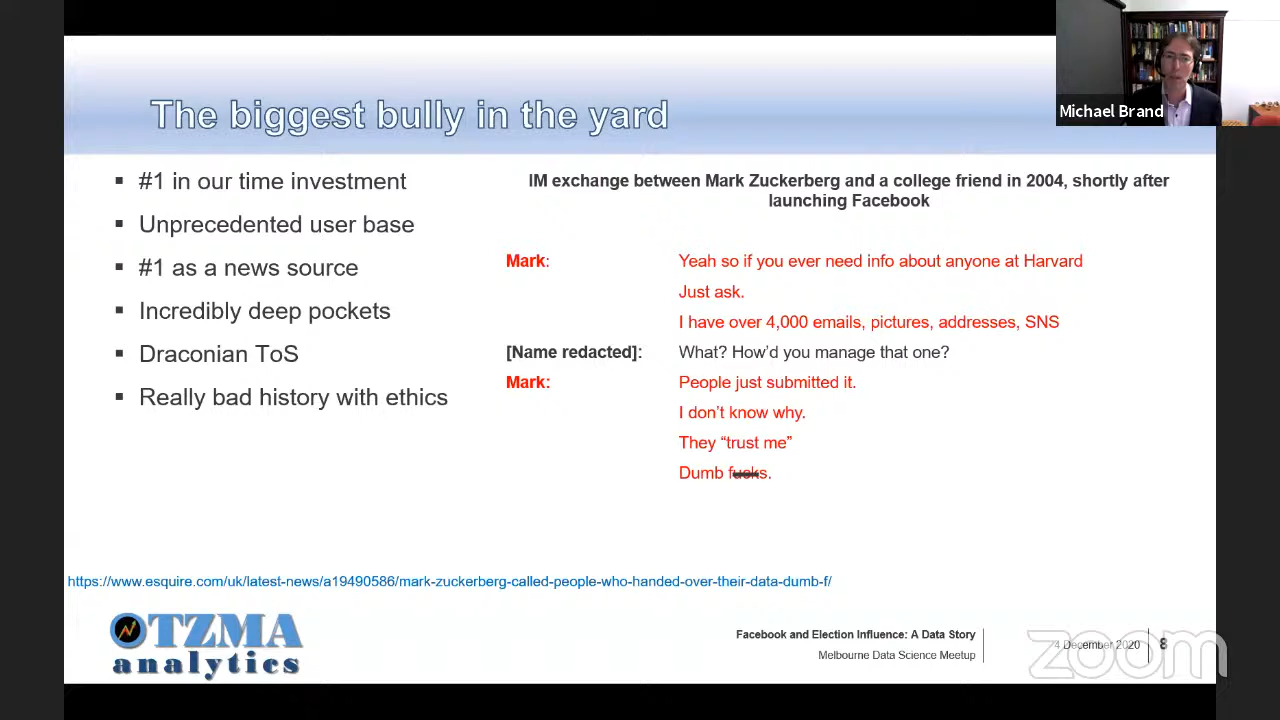 The biggest bully in the yard
Michael Brand
#1 in our time investment
Unprecedented user base
#1 as a news source
Incredibly deep pockets
Draconian ToS
Really bad history with ethics
IM exchange between Mark Zuckerberg and a college friend in 2004, shortly after
launching Facebook
Mark: Yeah so if you ever need info about anyone at Harvard
Just ask.
I have over 4,000 emails, pictures, addresses, SNS
[Name redacted]: What? How’d you manage that one?
Mark: People just submitted it.
I don’t know why.
They “trust me”
Dumb fucks.
https://www.esquire.com/uk/latest-news/a19490586/mark-zuckerberg-called-people-who-handed-over-their-data-dumb-f/
OTZMA
analytics
Facebook and Election Influence: A Data Story
Melbourne Data Science Meetup
4 December 2020
8
zoom